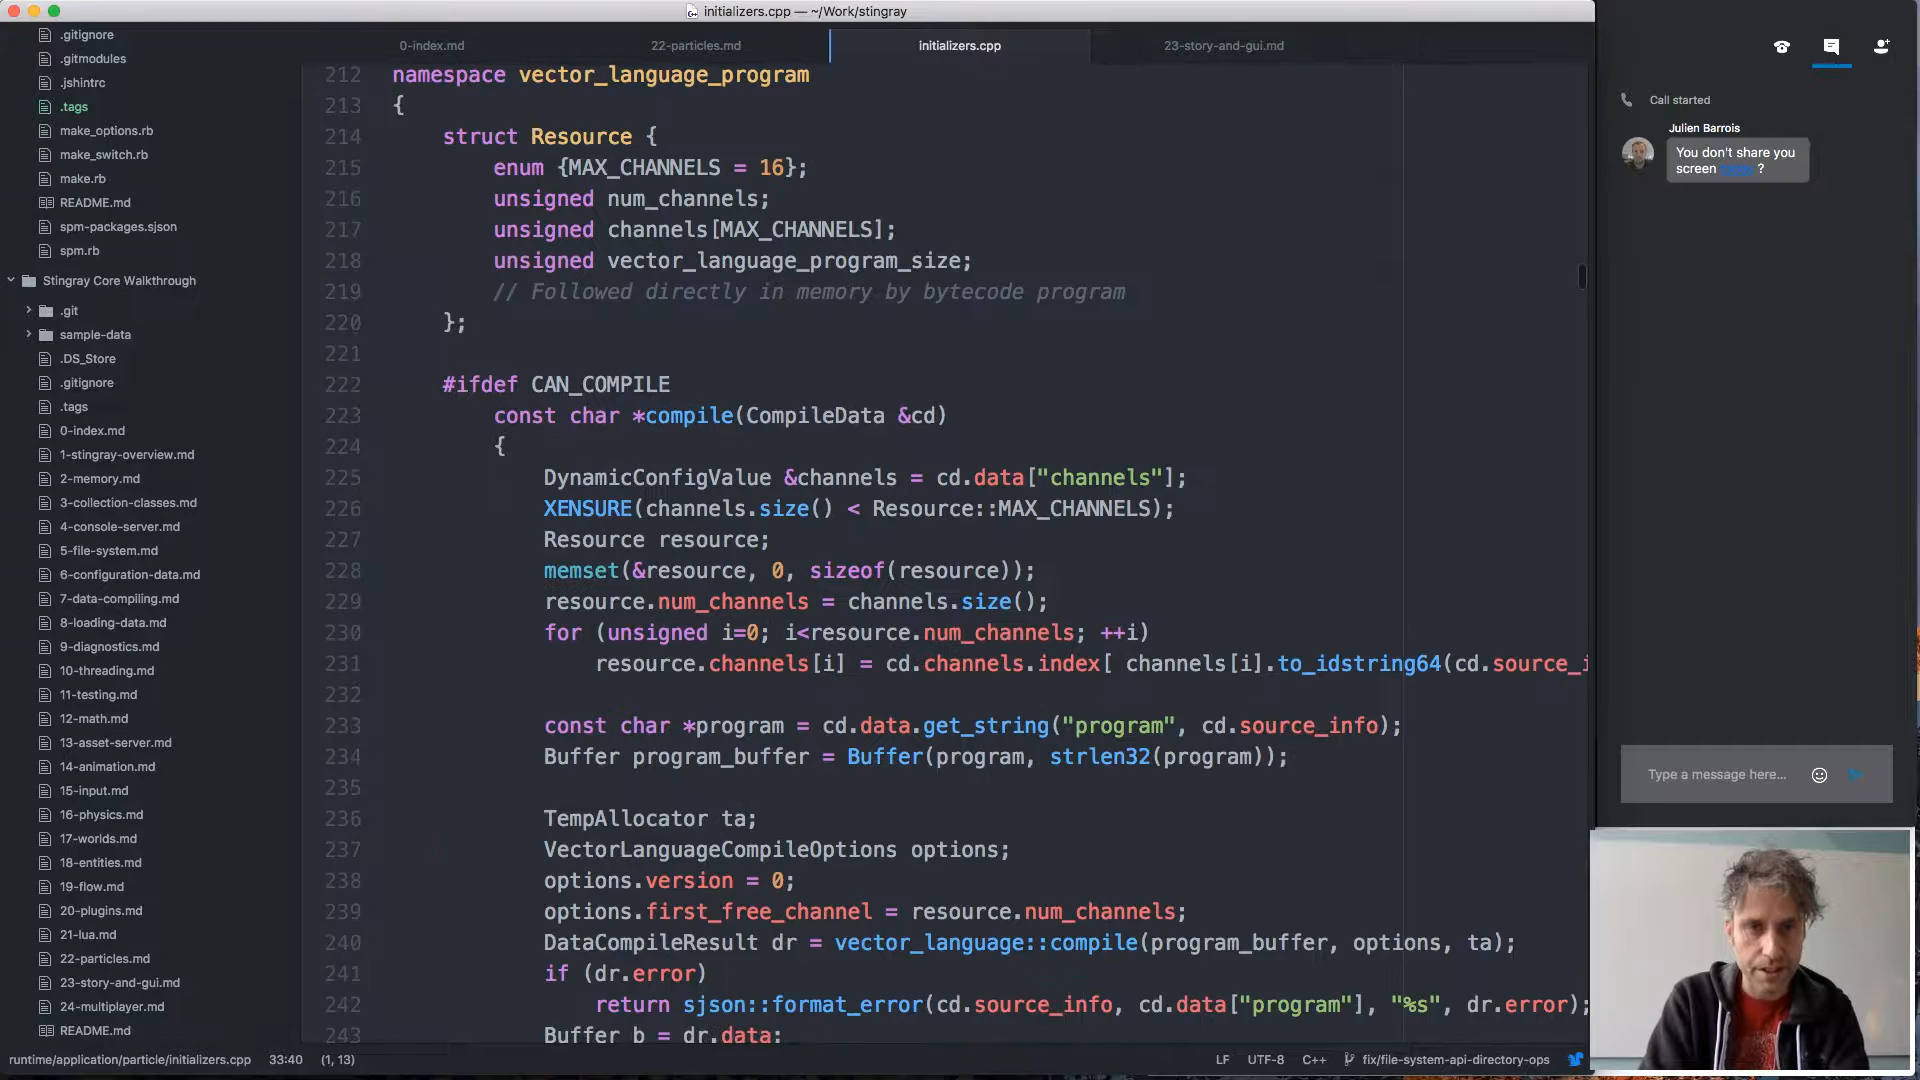 initializers.cpp — ~/Work/stingray
0-index.md
22-particles.md
initializers.cpp
23-story-and-gui.md
.gitignore
.gitmodules
.jshintrc
.tags
make_options.rb
make_switch.rb
make.rb
README.md
spm-packages.sjson
spm.rb
Stingray Core Walkthrough
.git
sample-data
.DS_Store
.gitignore
.tags
0-index.md
1-stingray-overview.md
2-memory.md
3-collection-classes.md
4-console-server.md
5-file-system.md
6-configuration-data.md
7-data-compiling.md
8-loading-data.md
9-diagnostics.md
10-threading.md
11-testing.md
12-math.md
13-asset-server.md
14-animation.md
15-input.md
16-physics.md
17-worlds.md
18-entities.md
19-flow.md
20-plugins.md
21-lua.md
22-particles.md
23-story-and-gui.md
24-multiplayer.md
README.md
212 namespace vector_language_program
213 {
214 struct Resource {
215 enum {MAX_CHANNELS = 16};
216 unsigned num_channels;
217 unsigned channels[MAX_CHANNELS];
218 unsigned vector_language_program_size;
219 // Followed directly in memory by bytecode program
220 };
221
222 #ifdef CAN_COMPILE
223 const char *compile(CompileData &cd)
224 {
225 DynamicConfigValue &channels = cd.data["channels"];
226 XENSURE(channels.size() < Resource::MAX_CHANNELS);
227 Resource resource;
228 memset(&resource, 0, sizeof(resource));
229 resource.num_channels = channels.size();
230 for (unsigned i=0; i<resource.num_channels; ++i)
231 resource.channels[i] = cd.channels.index[ channels[i].to_idstring64(cd.source_i
232
233 const char *program = cd.data.get_string("program", cd.source_info);
234 Buffer program_buffer = Buffer(program, strlen32(program));
235
236 TempAllocator ta;
237 VectorLanguageCompileOptions options;
238 options.version = 0;
239 options.first_free_channel = resource.num_channels;
240 DataCompileResult dr = vector_language::compile(program_buffer, options, ta);
241 if (dr.error)
242 return sjson::format_error(cd.source_info, cd.data["program"], "%s", dr.error);
243 Buffer b = dr.data;
runtime/application/particle/initializers.cpp 33:40 (1, 13)
LF UTF-8 C++ fix/file-system-api-directory-ops
Call started
Julien Barrois
You don't share you
screen ?
Type a message here...